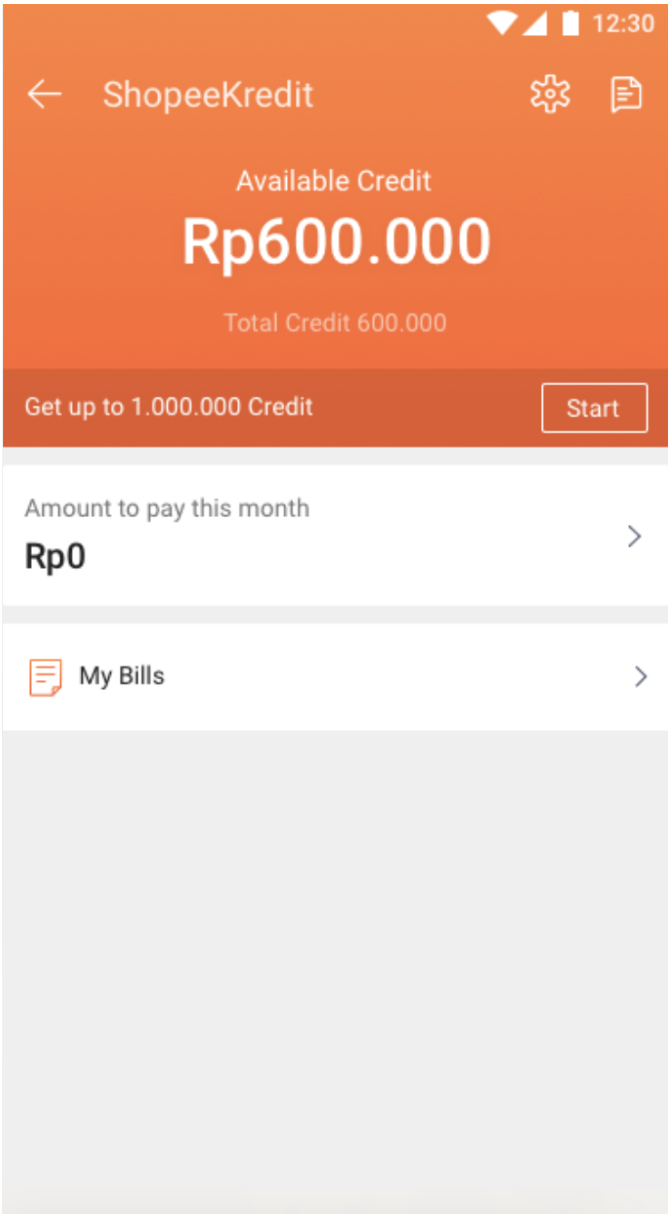 12:30
ShopeeKredit
Available Credit
Rp600.000
Total Credit 600.000
Get up to 1.000.000 Credit
Start
Amount to pay this month
Rp0
My Bills